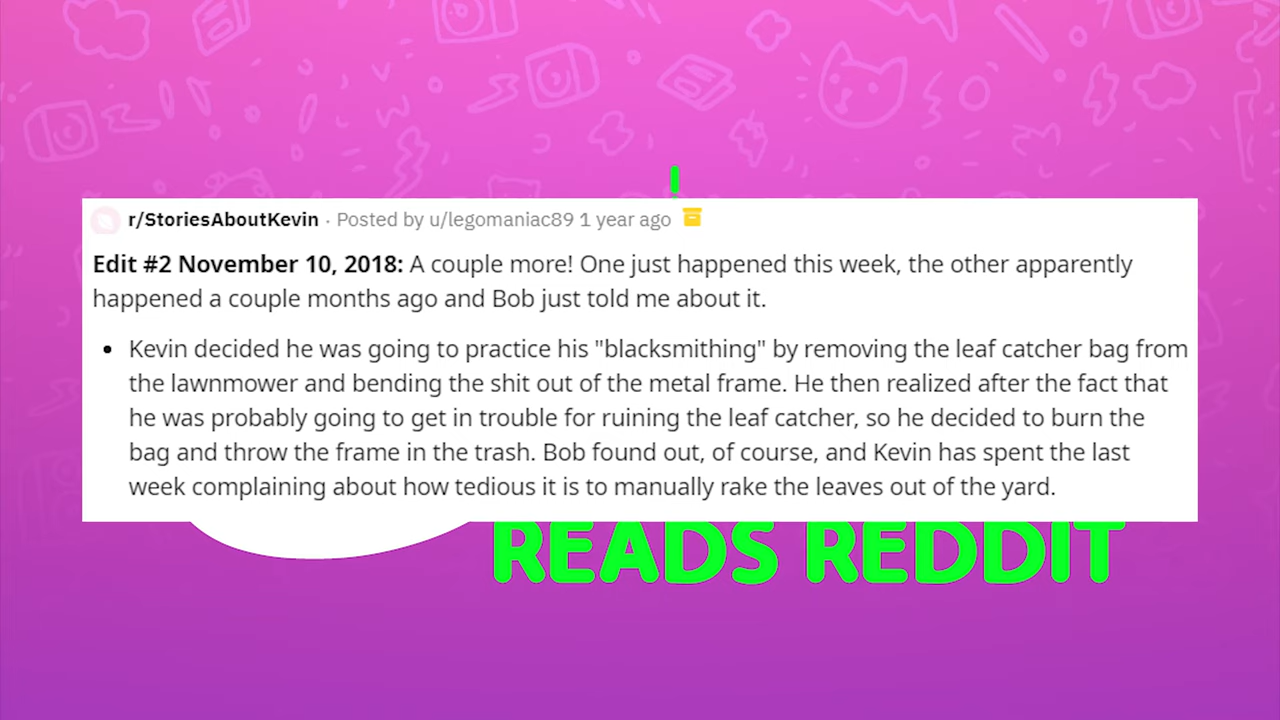 r/StoriesAboutKevin · Posted by u/legomaniac89 1 year ago
Edit #2 November 10, 2018: A couple more! One just happened this week, the other apparently
happened a couple months ago and Bob just told me about it.
• Kevin decided he was going to practice his "blacksmithing" by removing the leaf catcher bag from
the lawnmower and bending the shit out of the metal frame. He then realized after the fact that
he was probably going to get in trouble for ruining the leaf catcher, so he decided to burn the
bag and throw the frame in the trash. Bob found out, of course, and Kevin has spent the last
week complaining about how tedious it is to manually rake the leaves out of the yard.
READS REDDIT